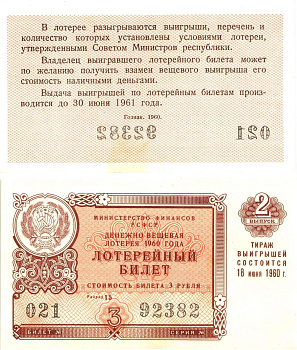 В лотерее разыгрываются выигрыши, перечень и
количество которых установлены условиями лотереи,
утвержденными Советом Министров республики.
Владелец выигравшего лотерейного билета может
по желанию получить взамен вещевого выигрыша его
стоимость наличными деньгами.
Выдача выигрышей по лотерейным билетам произ-
водится до 30 июня 1961 года.
Гознак. 1960.
92382
021
МИНИСТЕРСТВО ФИНАНСОВ
РСФСР
ДЕНЕЖНО-ВЕЩЕВАЯ
ЛОТЕРЕЯ 1960 ГОДА
ЛОТЕРЕЙНЫЙ
БИЛЕТ
СТОИМОСТЬ БИЛЕТА 3 РУБЛЯ
Разряд 15
021
92382
БИЛЕТ №
3
СЕРИЯ №
2
ВЫПУСК
ТИРАЖ
ВЫИГРЫШЕЙ
СОСТОИТСЯ
18 июня 1960 г.